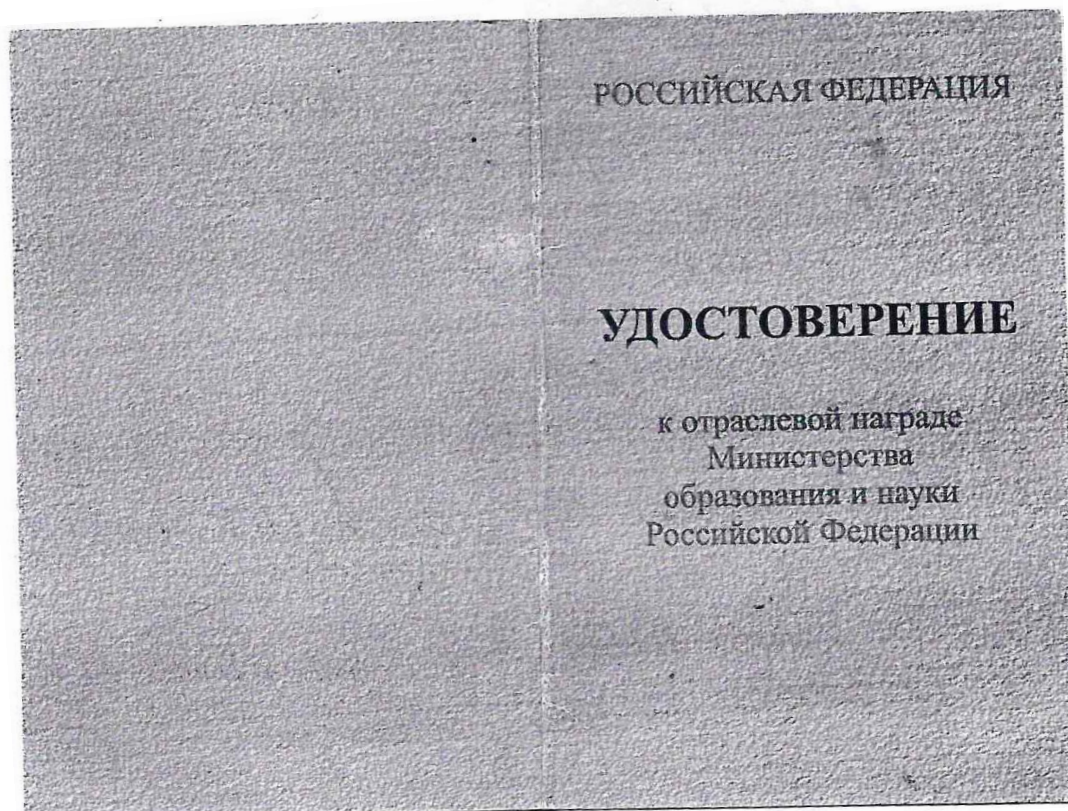 РОССИЙСКАЯ ФЕДЕРАЦИЯ
УДОСТОВЕРЕНИЕ
к отраслевой награде
Министерства
образования и науки
Российской Федерации